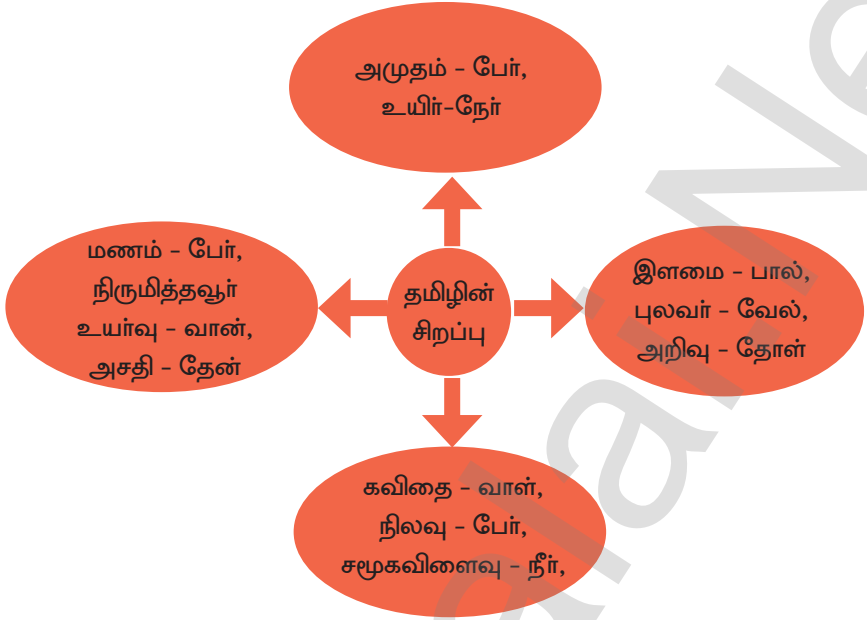 அமுதம் - பேர்,
உயிர்-நேர்
மணம் - பேர்,
நிருமித்தவூர்
உயர்வு - வான்,
அசதி - தேன்
தமிழின்
சிறப்பு
இளமை - பால்,
புலவர் - வேல்,
அறிவு - தோள்
கவிதை - வாள்,
நிலவு - பேர்,
சமூகவிளைவு - நீர்,